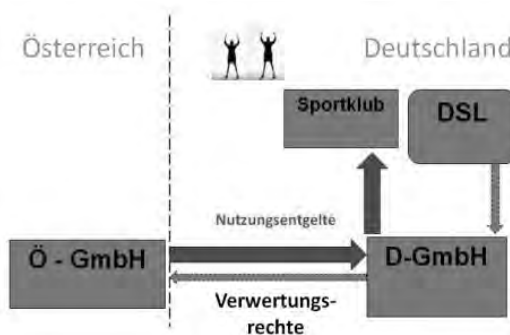 Österreich
Deutschland
Sportklub
DSL
Nutzungsentgelte
Ö - GmbH
D-GmbH
Verwertungs-
rechte